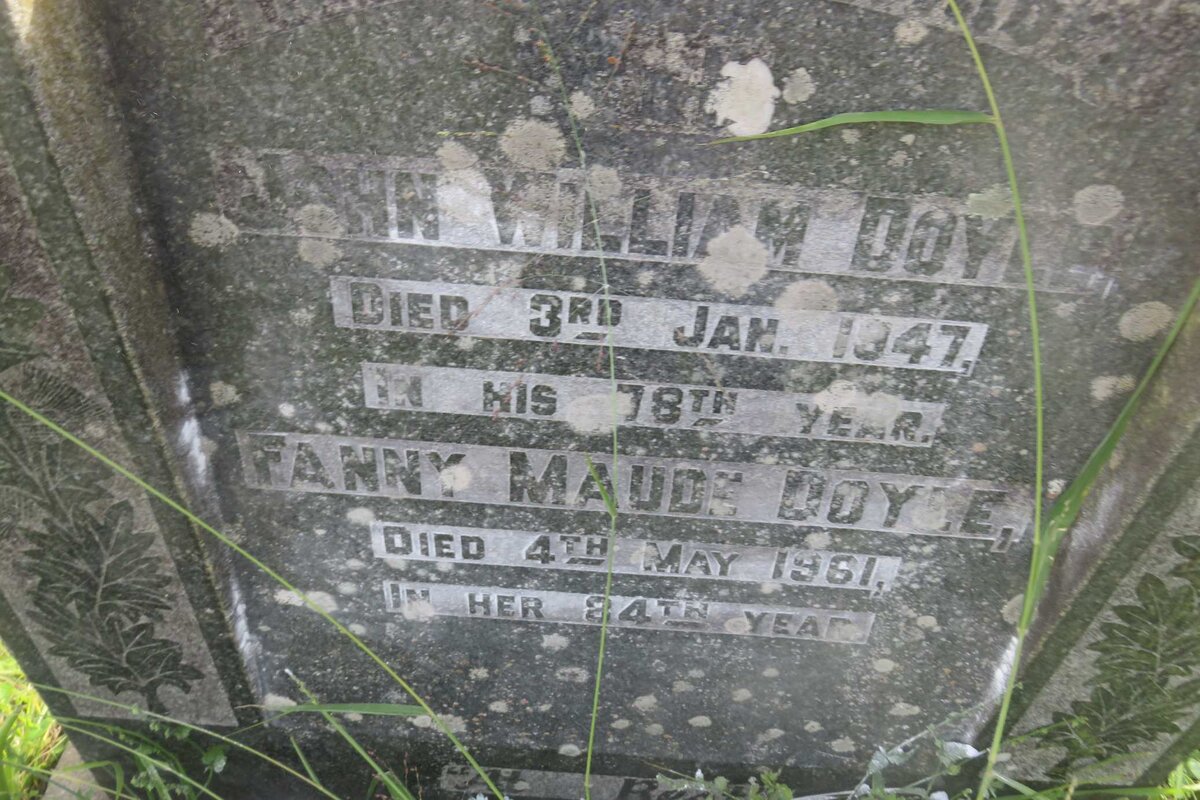 JOHN WILLIAM DOYLE
DIED 3RD JAN. 1947,
IN HIS 78TH YEAR.
FANNY MAUDE DOYLE,
DIED 4TH MAY 1961,
IN HER 84TH YEAR.